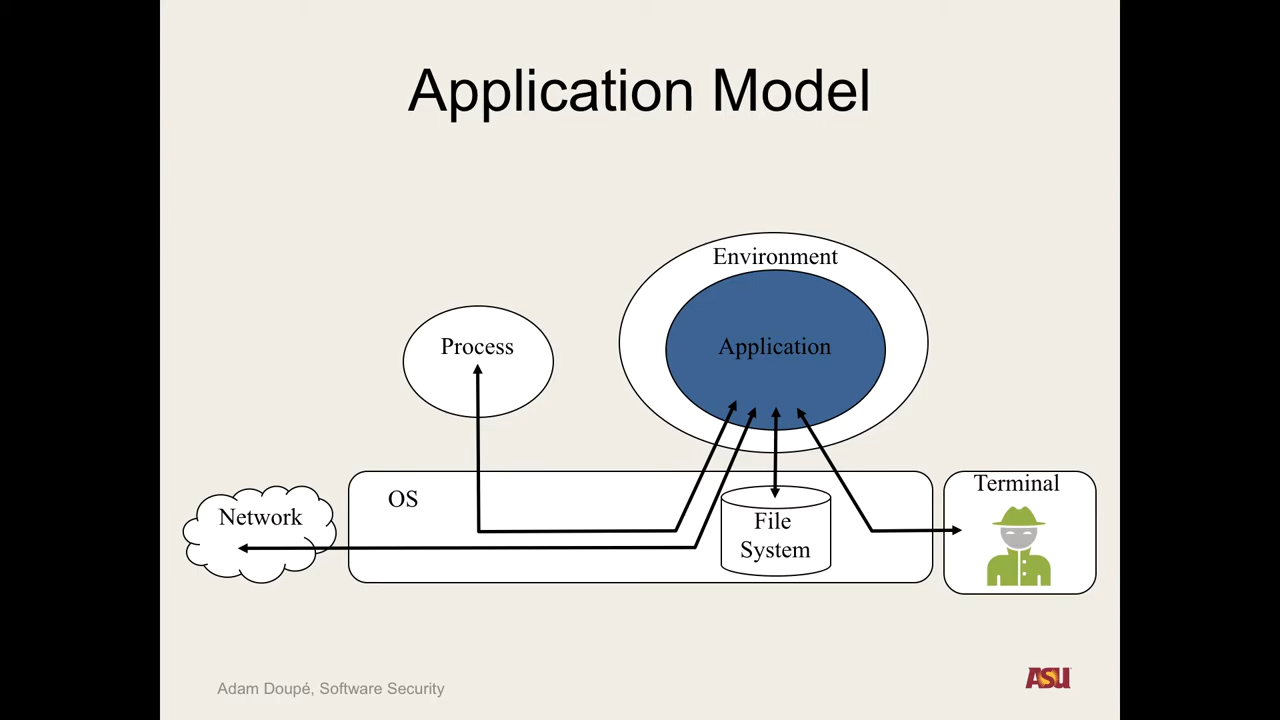 Application Model
Environment
Application
Process
OS
Network
File
System
Terminal
Adam Doupé, Software Security
ASU